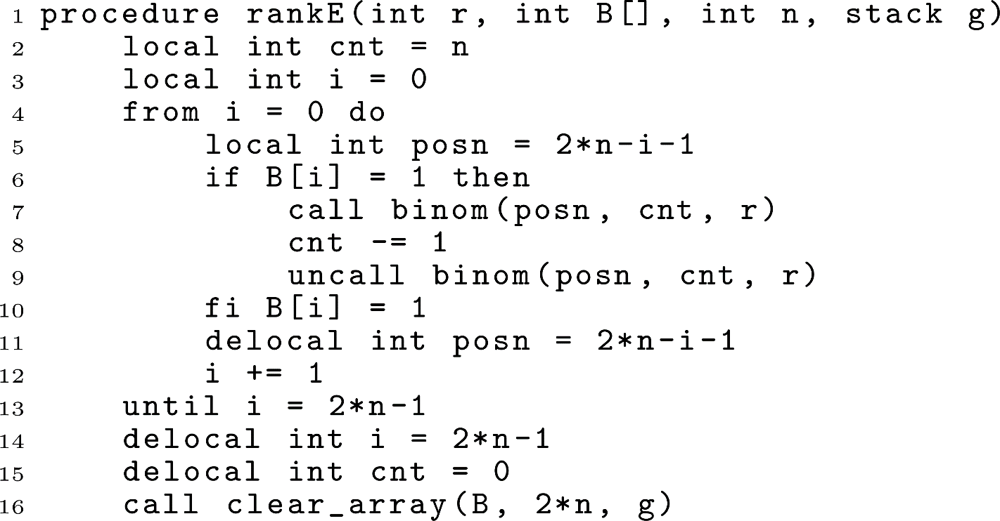 1 procedure rankE(int r, int B[], int n, stack g)
2     local int cnt = n
3     local int i = 0
4     from i = 0 do
5         local int posn = 2*n-i-1
6         if B[i] = 1 then
7             call binom(posn, cnt, r)
8             cnt -= 1
9             uncall binom(posn, cnt, r)
10         fi B[i] = 1
11         delocal int posn = 2*n-i-1
12         i += 1
13     until i = 2*n-1
14     delocal int i = 2*n-1
15     delocal int cnt = 0
16     call clear_array(B, 2*n, g)